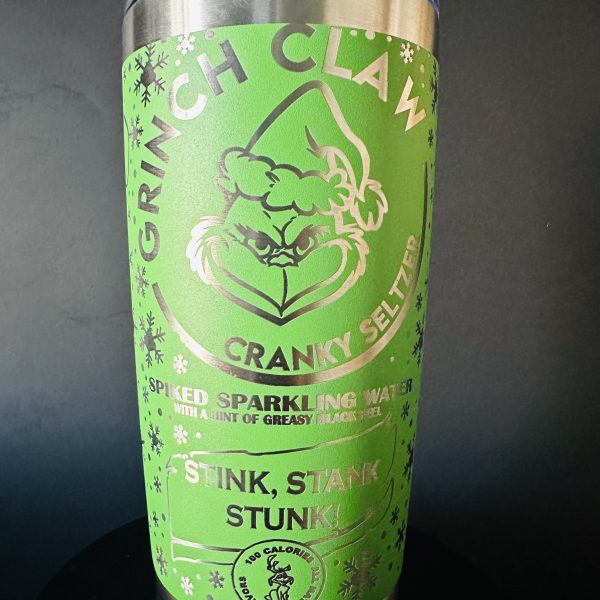 GRINCH CLAW
CRANKY SELTZER
SPIKED SPARKLING WATER
WITH A HINT OF GREASY BLACK PEEL
STINK, STANK
STUNK!
100 CALORIES